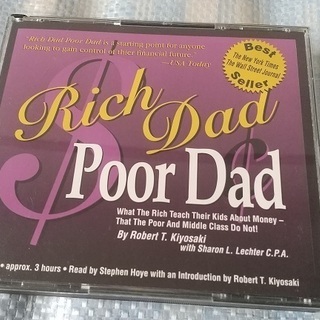 "Rich Dad Poor Dad is a starting point for anyone
looking to gain control of their financial future."
—USA Today
Best
The New York Times
The Wall Street Journal
Seller
Rich Dad
Poor Dad
What The Rich Teach Their Kids About Money –
That The Poor And Middle Class Do Not!
By Robert T. Kiyosaki
with Sharon L. Lechter C.P.A.
• approx. 3 hours • Read by Stephen Hoye with an Introduction by Robert T. Kiyosaki